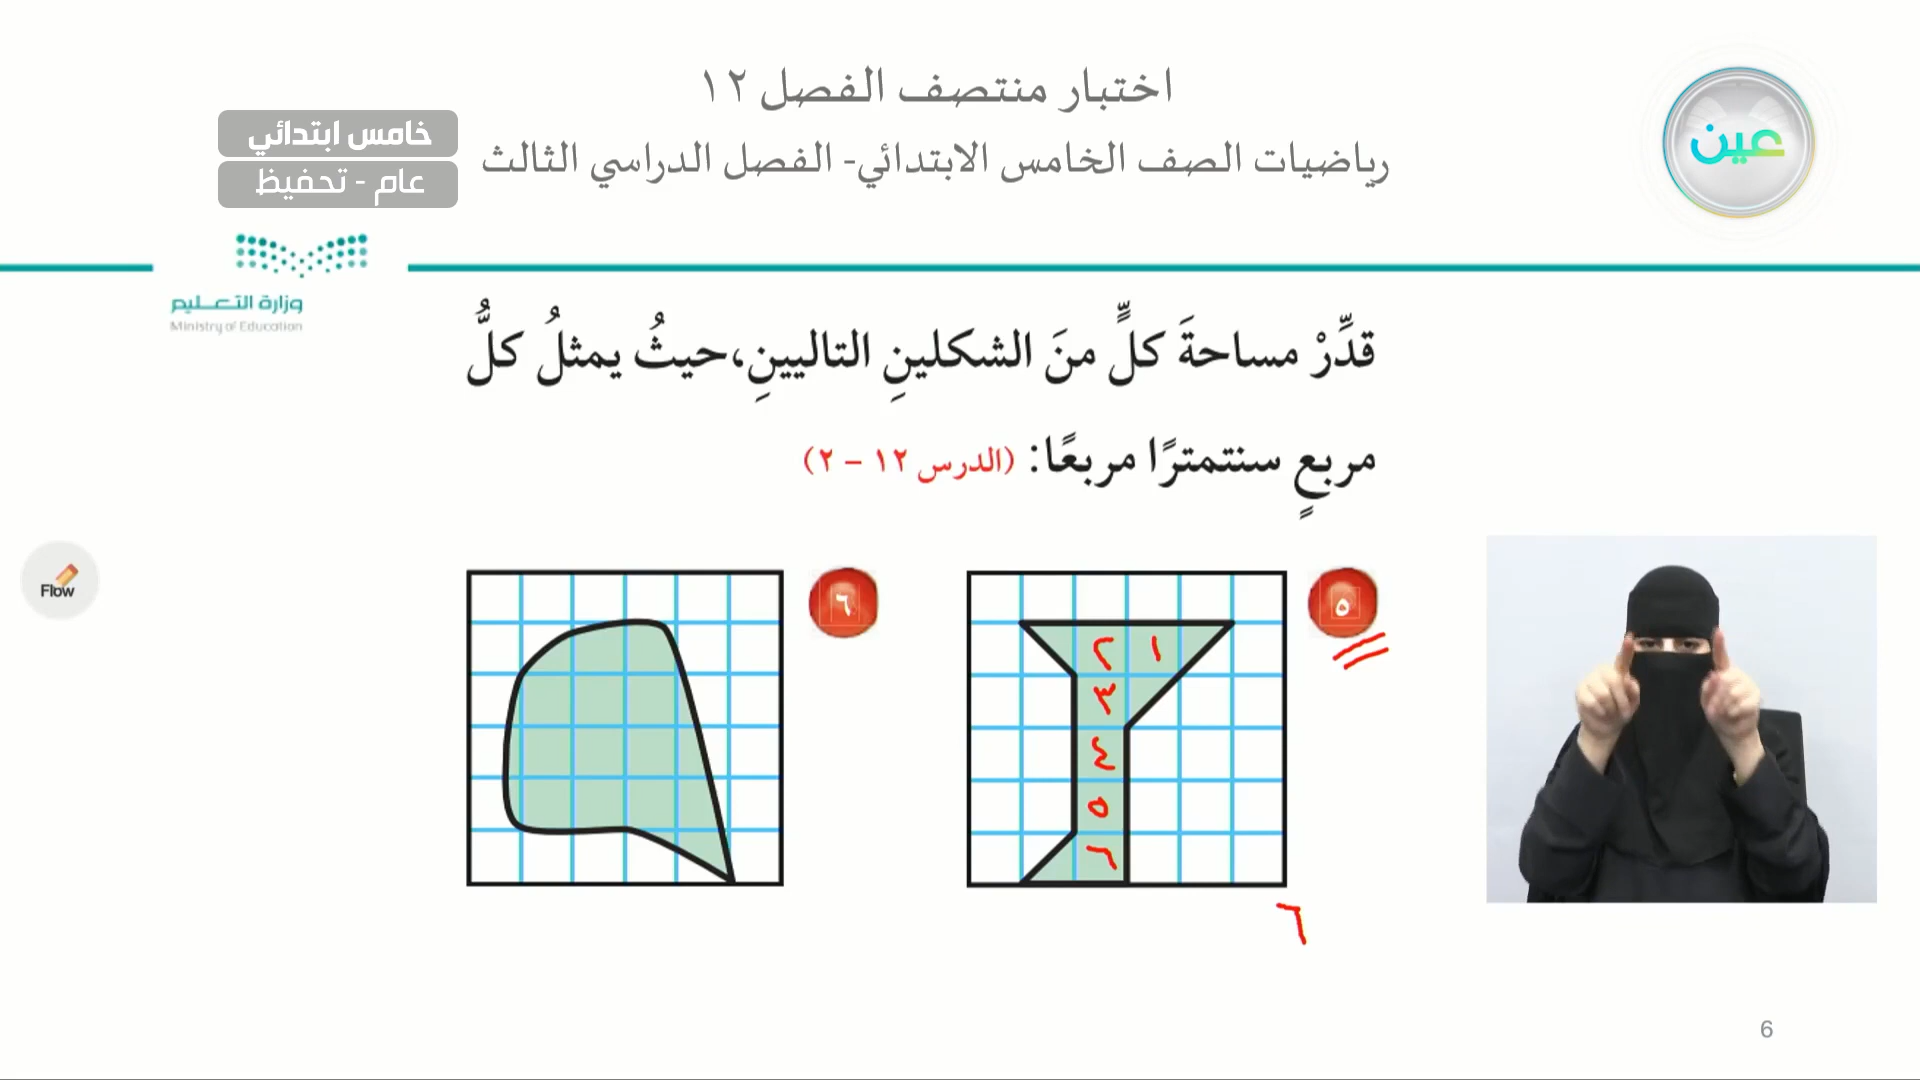 اختبار منتصف الفصل ١٢
رياضيات الصف الخامس الابتدائي- الفصل الدراسي الثالث
خامس ابتدائي
عام - تحفيظ
عين
وزارة التعليم
Ministry of Education
قدِّرْ مساحةَ كلٍّ منَ الشكلينِ التاليينِ،حيثُ يمثلُ كلُّ
مربعٍ سنتمترًا مربعًا: (الدرس ١٢ – ٢)
Flow
٥
١
٢
٣
٤
٥
٦
٦
٦
6